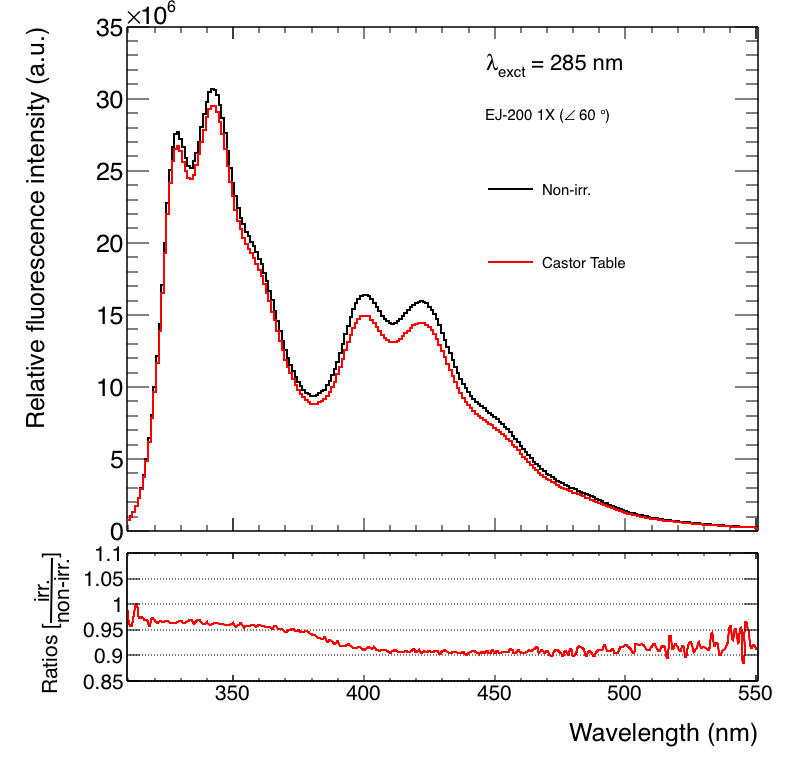 ×10⁶
35
30
25
20
15
10
5
0
Relative fluorescence intensity (a.u.)
λexct = 285 nm
EJ-200 1X (∠ 60 °)
Non-irr.
Castor Table
1.1
1.05
1
0.95
0.9
0.85
Ratios [irr./non-irr.]
350 400 450 500 550
Wavelength (nm)